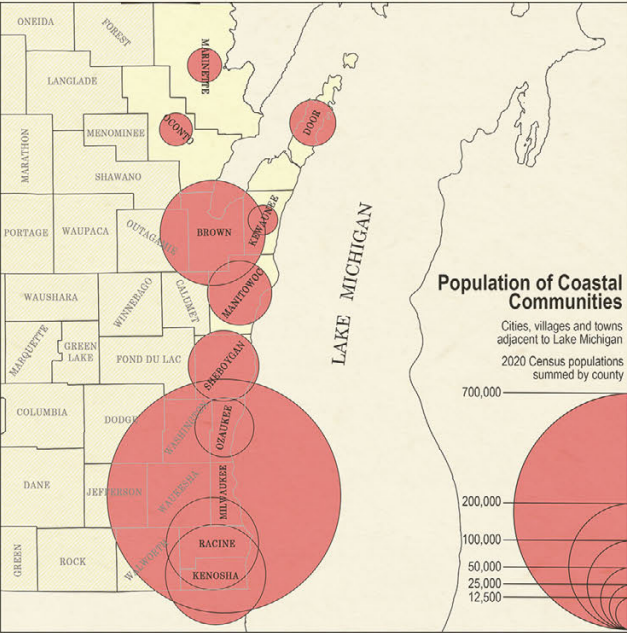 ONEIDA
FOREST
MARINETTE
LANGLADE
OCONTO
DOOR
MARATHON
MENOMINEE
SHAWANO
PORTAGE
WAUPACA
OUTAGAMIE
BROWN
KEWAUNEE
LAKE MICHIGAN
WAUSHARA
WINNEBAGO
CALUMET
MANITOWOC
MARQUETTE
GREEN
LAKE
FOND DU LAC
SHEBOYGAN
COLUMBIA
DODGE
WASHINGTON
OZAUKEE
DANE
JEFFERSON
WAUKESHA
MILWAUKEE
GREEN
ROCK
WALWORTH
RACINE
KENOSHA
Population of Coastal
Communities
Cities, villages and towns
adjacent to Lake Michigan
2020 Census populations
summed by county
700,000
200,000
100,000
50,000
25,000
12,500